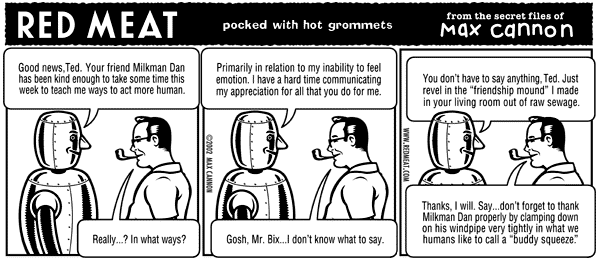 RED MEAT
pocked with hot grommets
from the secret files of
Max cannon
Good news,Ted. Your friend Milkman Dan
has been kind enough to take some time this
week to teach me ways to act more human.
Really...? In what ways?
©2002 MAX CANNON
Primarily in relation to my inability to feel
emotion. I have a hard time communicating
my appreciation for all that you do for me.
Gosh, Mr. Bix...I don't know what to say.
WWW.REDMEAT.COM
You don't have to say anything, Ted. Just
revel in the “friendship mound” I made
in your living room out of raw sewage.
Thanks, I will. Say...don't forget to thank
Milkman Dan properly by clamping down
on his windpipe very tightly in what we
humans like to call a “buddy squeeze.”